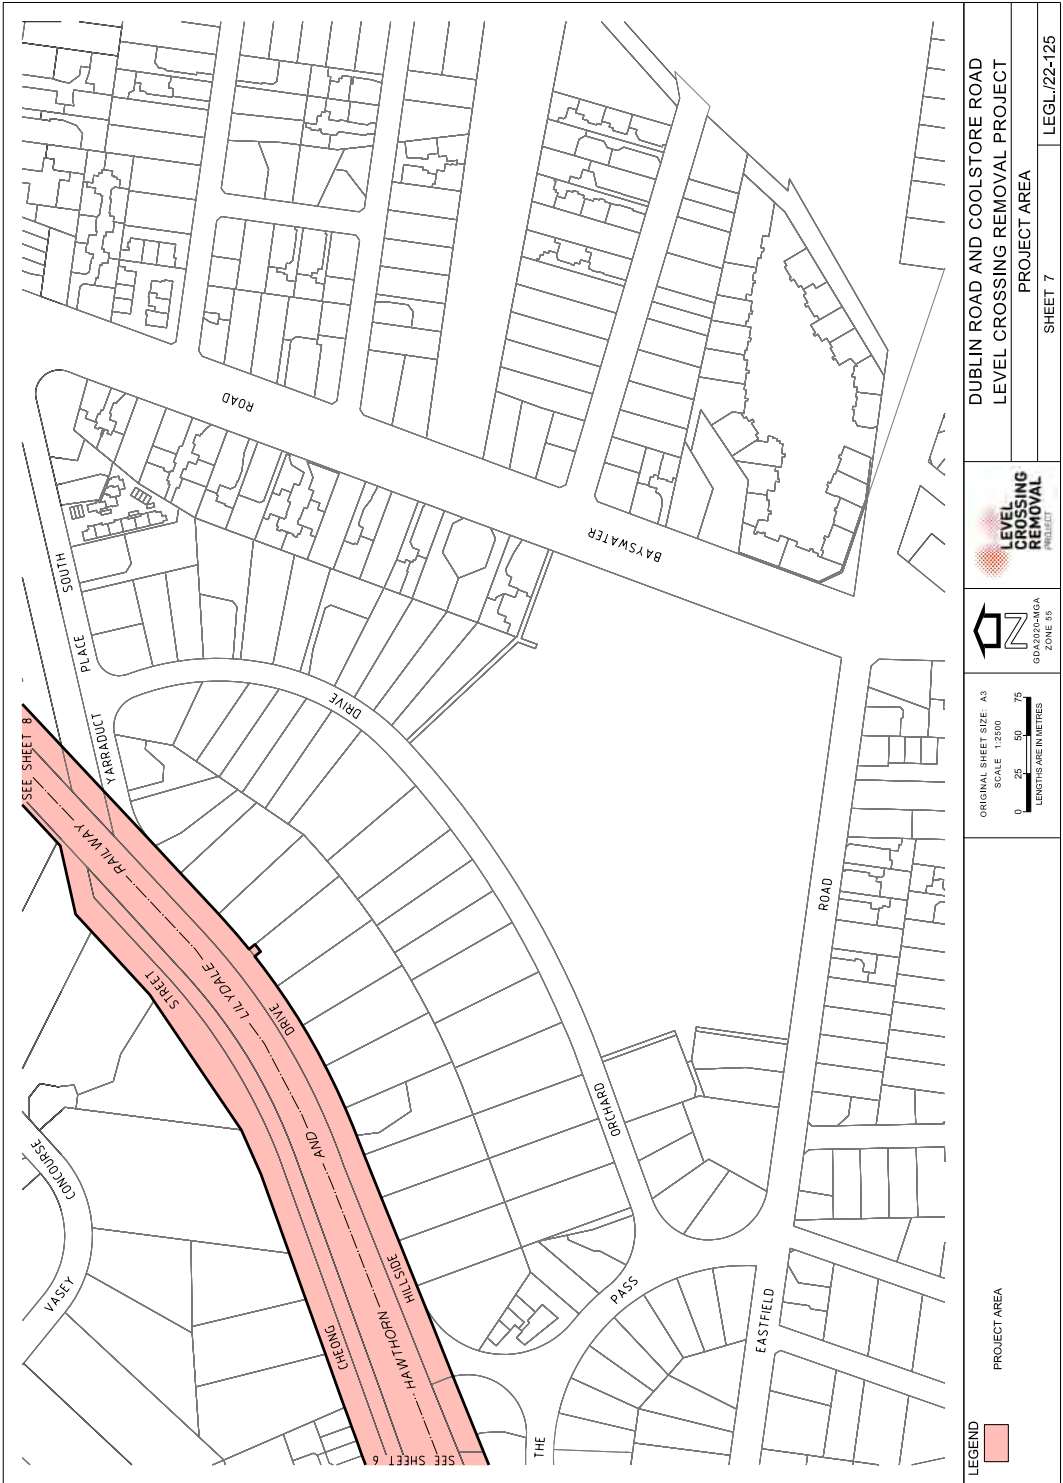 SEE SHEET 8
SOUTH
PLACE
YARRADUCT
ROAD
BAYSWATER
DRIVE
ORCHARD
RAILWAY
LILYDALE
AND
HAWTHORN
STREET
CHEONG
DRIVE
HILLSIDE
CONCOURSE
VASEY
SEE SHEET 6
THE
PASS
EASTFIELD
ROAD
LEGEND
PROJECT AREA
ORIGINAL SHEET SIZE: A3
SCALE 1:2500
0 25 50 75
LENGTHS ARE IN METRES
N
GDA2020-MGA
ZONE 55
LEVEL
CROSSING
REMOVAL
PROJECT
DUBLIN ROAD AND COOLSTORE ROAD
LEVEL CROSSING REMOVAL PROJECT
PROJECT AREA
SHEET 7
LEGL./22-125